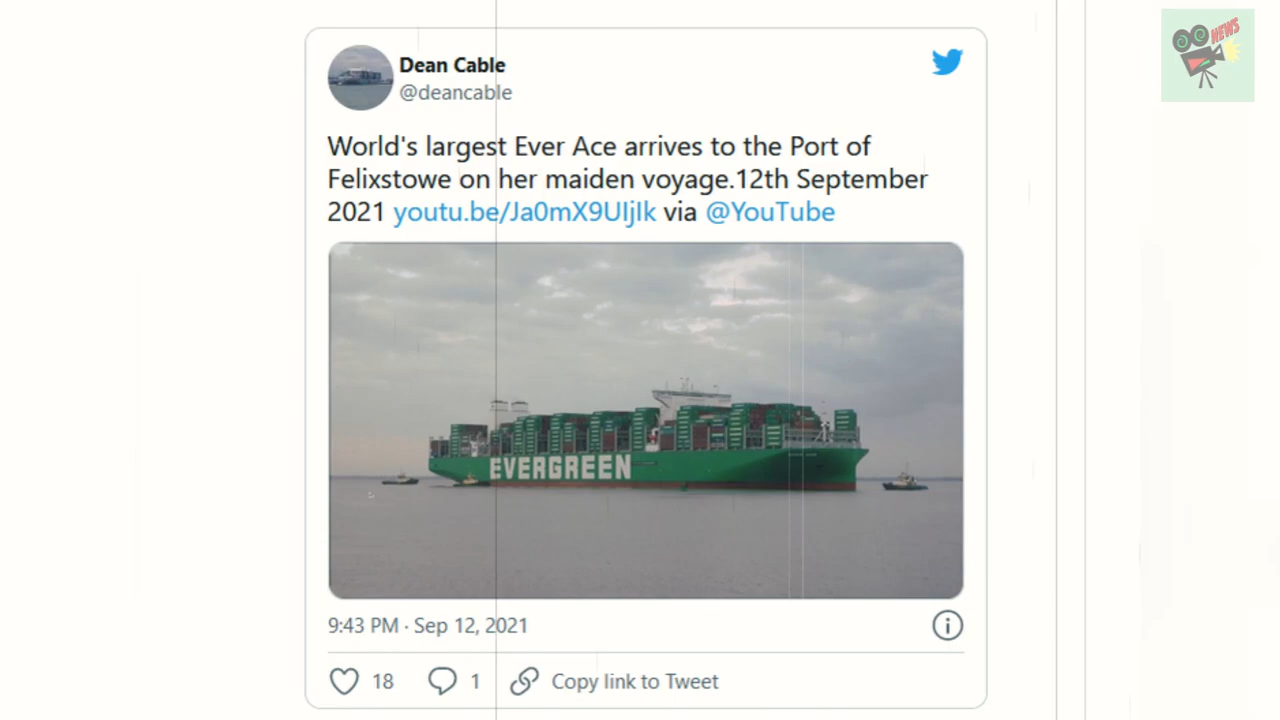 NEWS
Dean Cable
@deancable
World's largest Ever Ace arrives to the Port of
Felixstowe on her maiden voyage.12th September
2021 youtu.be/Ja0mX9UIjIk via @YouTube
EVERGREEN
9:43 PM · Sep 12, 2021
18
1
Copy link to Tweet